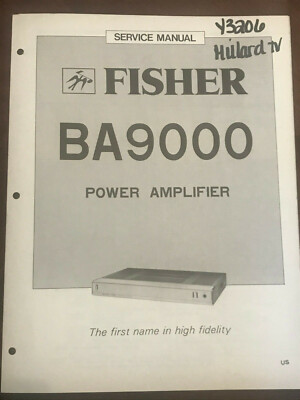 Y3206
Hillard TV
SERVICE MANUAL
FISHER
BA9000
POWER AMPLIFIER
The first name in high fidelity
US